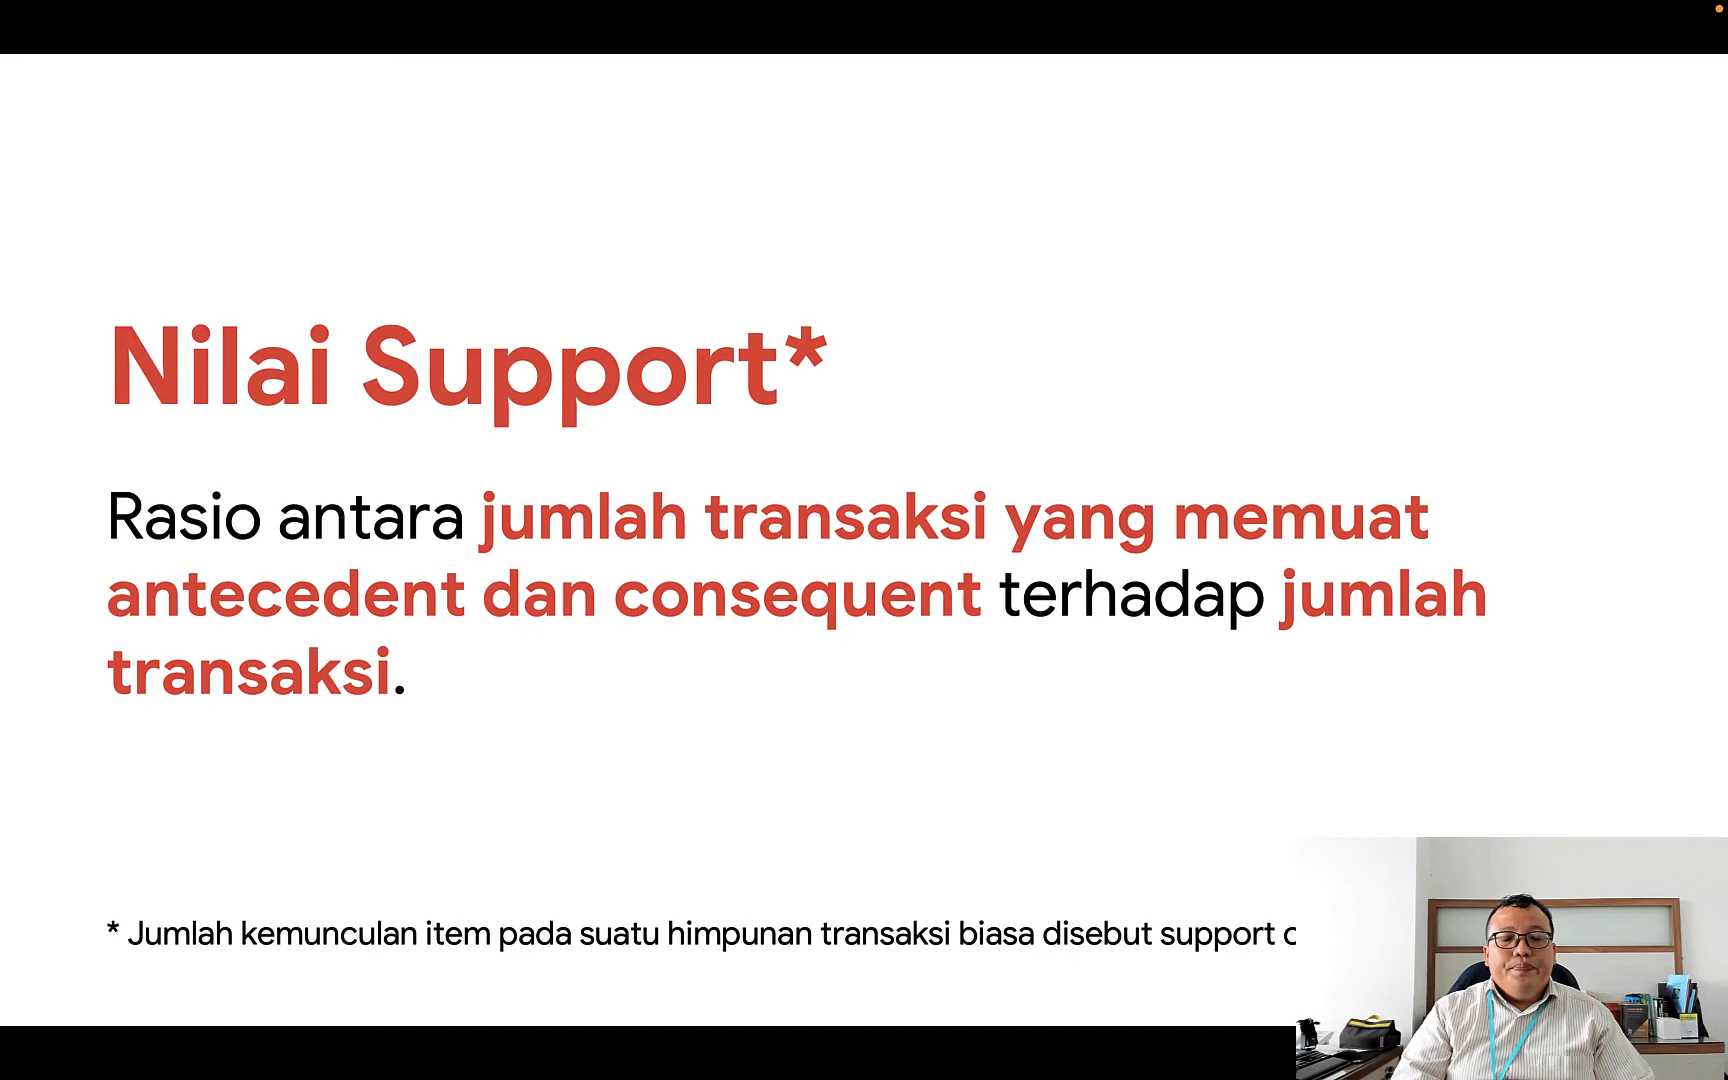 Nilai Support*
Rasio antara jumlah transaksi yang memuat
antecedent dan consequent terhadap jumlah
transaksi.
* Jumlah kemunculan item pada suatu himpunan transaksi biasa disebut support